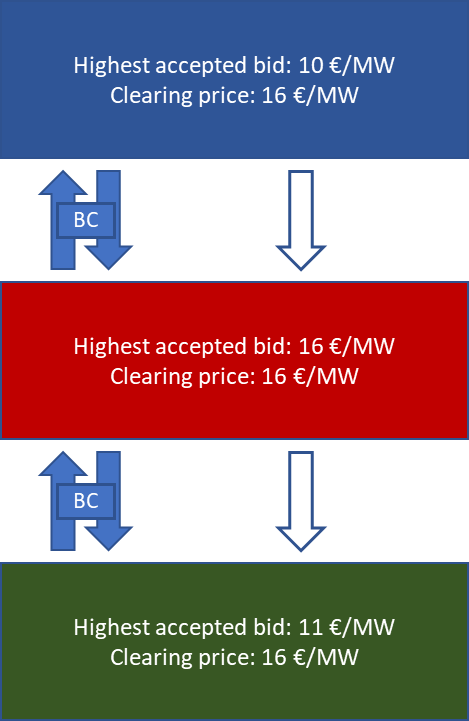 Highest accepted bid: 10 €/MW
Clearing price: 16 €/MW
BC
Highest accepted bid: 16 €/MW
Clearing price: 16 €/MW
BC
Highest accepted bid: 11 €/MW
Clearing price: 16 €/MW